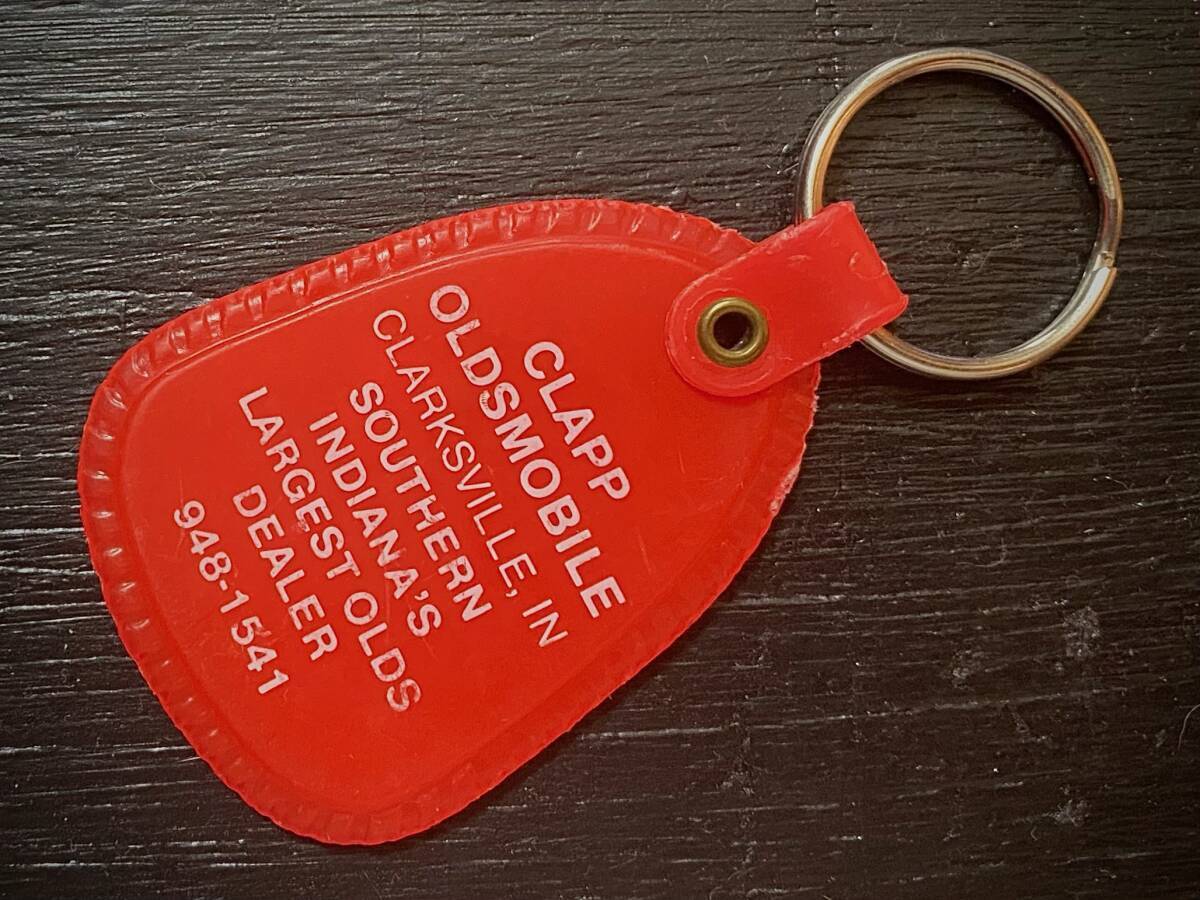 CLAPP
OLDSMOBILE
CLARKSVILLE, IN
SOUTHERN
INDIANA'S
LARGEST OLDS
DEALER
948-1541